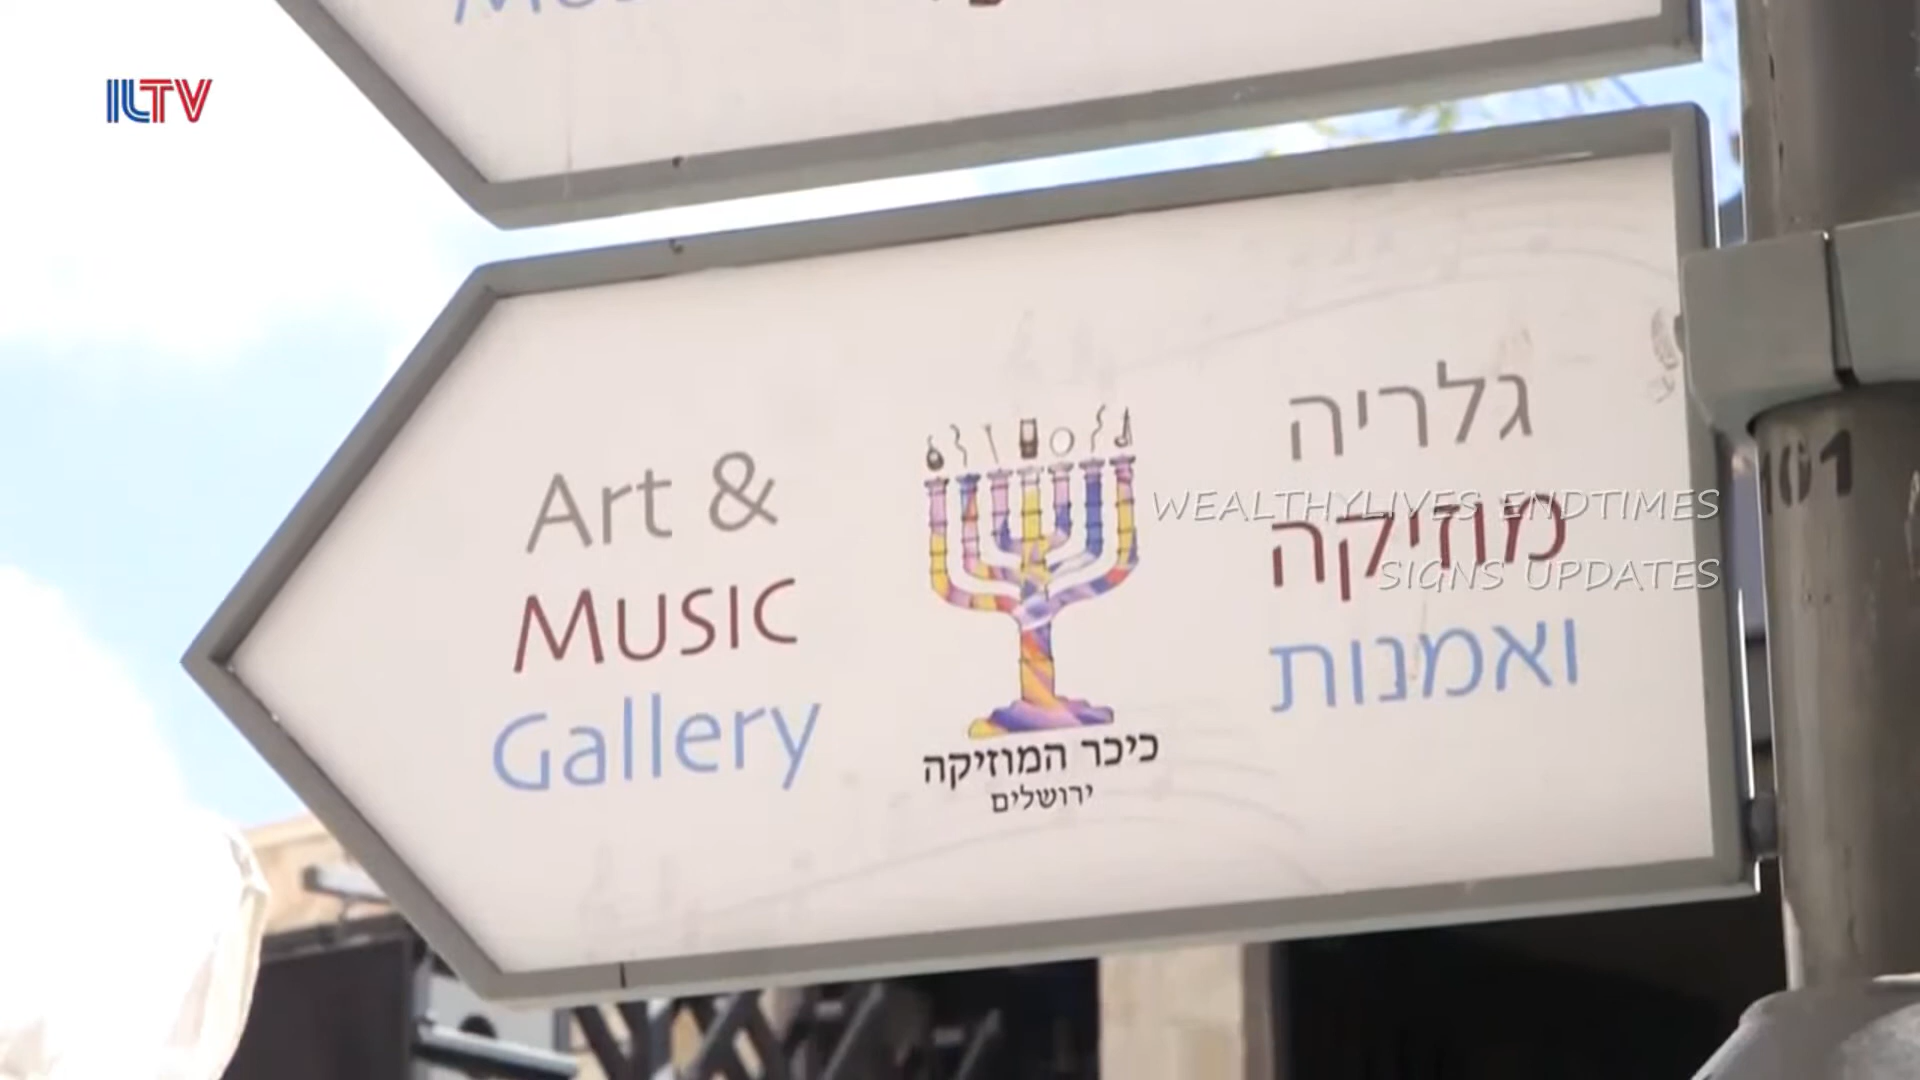 ILTV
Art &
MUSIC
Gallery
גלריה
מוזיקה
ואמנות
כיכר המוזיקה
ירושלים
WEALTHYLIVES ENDTIMES
SIGNS UPDATES
101